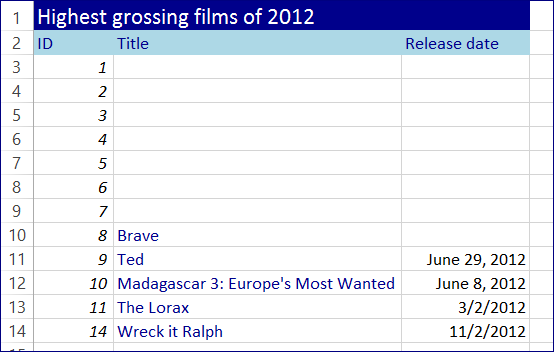 1 Highest grossing films of 2012
2 ID Title Release date
3 1
4 2
5 3
6 4
7 5
8 6
9 7
10 8 Brave
11 9 Ted June 29, 2012
12 10 Madagascar 3: Europe's Most Wanted June 8, 2012
13 11 The Lorax 3/2/2012
14 14 Wreck it Ralph 11/2/2012